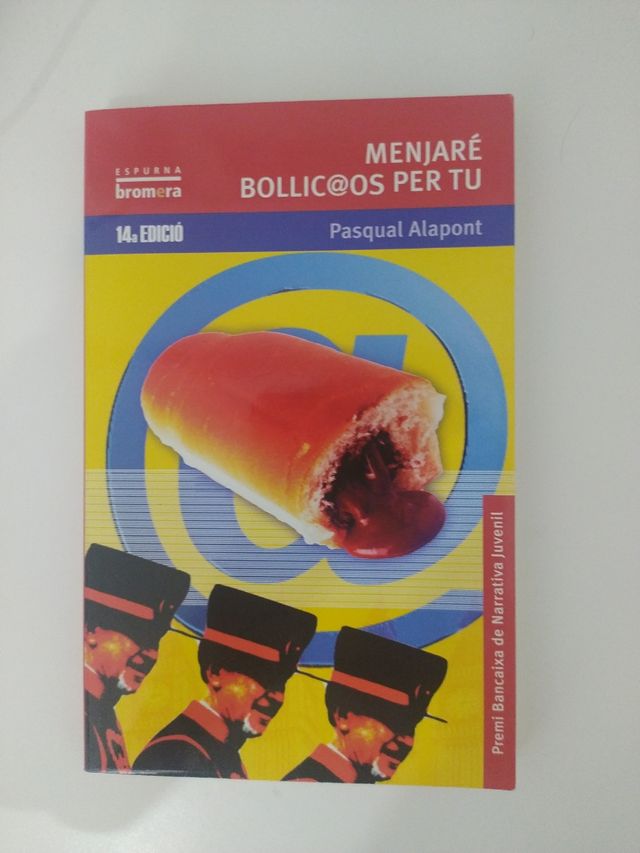 ESPURNA
bromera
MENJARÉ
BOLLIC@OS PER TU
14a EDICIÓ
Pasqual Alapont
Premi Bancaixa de Narrativa Juvenil